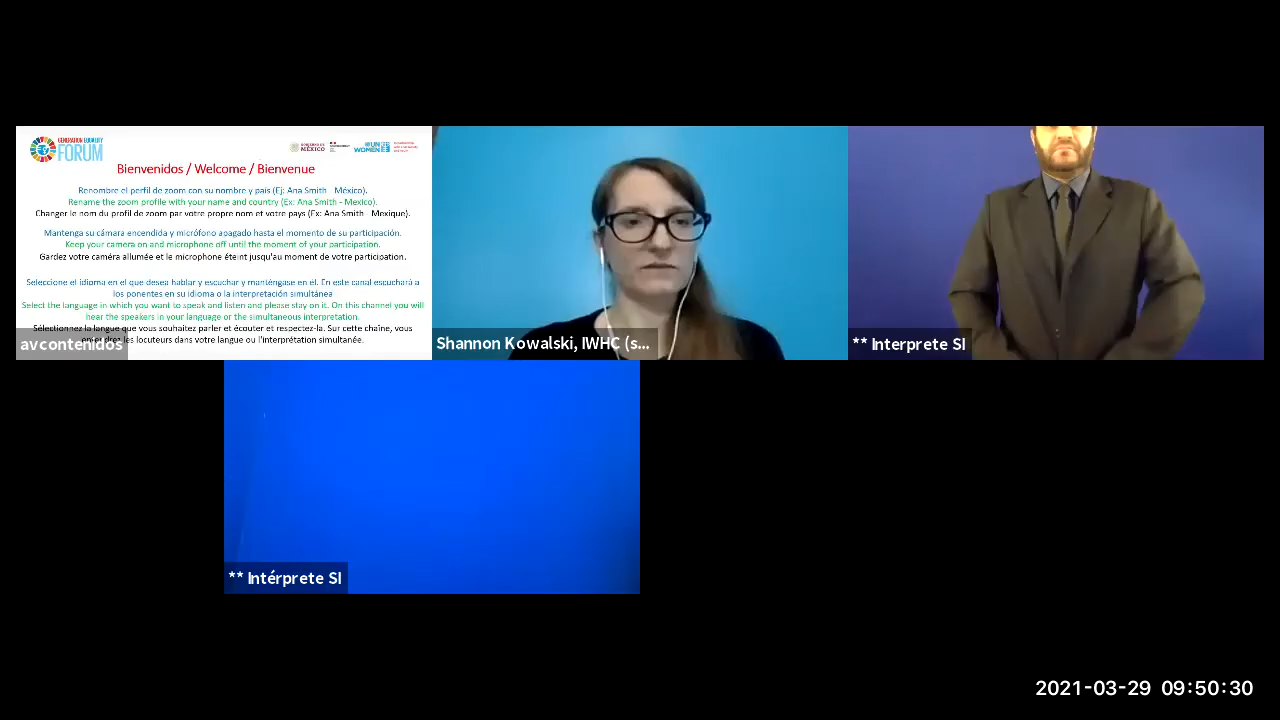 GENERATION EQUALITY
FORUM
GOBIERNO DE
MÉXICO
UN
WOMEN
Bienvenidos / Welcome / Bienvenue
Renombre el perfil de zoom con su nombre y país (Ej: Ana Smith - México).
Rename the zoom profile with your name and country (Ex: Ana Smith - Mexico).
Changer le nom du profil de zoom par votre propre nom et votre pays (Ex: Ana Smith - Mexique).
Mantenga su cámara encendida y micrófono apagado hasta el momento de su participación.
Keep your camera on and microphone off until the moment of your participation.
Gardez votre caméra allumée et le microphone éteint jusqu'au moment de votre participation.
Seleccione el idioma en el que desea hablar y escuchar y manténgase en él. En este canal escuchará a
los ponentes en su idioma o la interpretación simultánea
Select the language in which you want to speak and listen and please stay on it. On this channel you will
hear the speakers in your language or the simultaneous interpretation.
Sélectionnez la langue que vous souhaitez parler et écouter et respectez-la. Sur cette chaîne, vous
les locuteurs dans votre langue ou l'interprétation simultanée.
avcontenidos
Shannon Kowalski, IWHC (s...
** Interprete SI
** Intérprete SI
2021-03-29 09:50:30